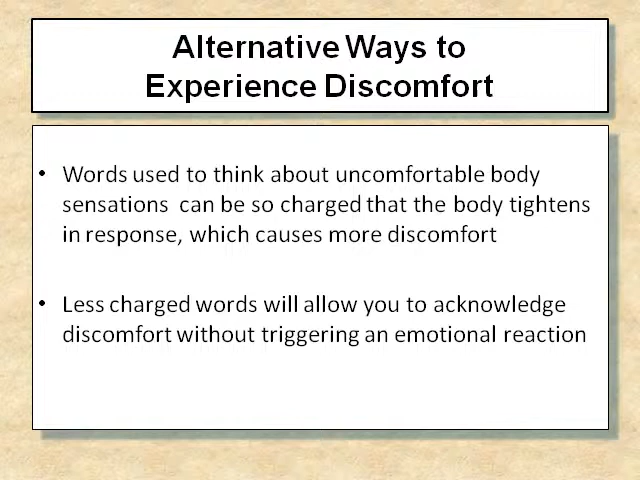 Alternative Ways to
Experience Discomfort
• Words used to think about uncomfortable body
sensations  can be so charged that the body tightens
in response, which causes more discomfort
• Less charged words will allow you to acknowledge
discomfort without triggering an emotional reaction